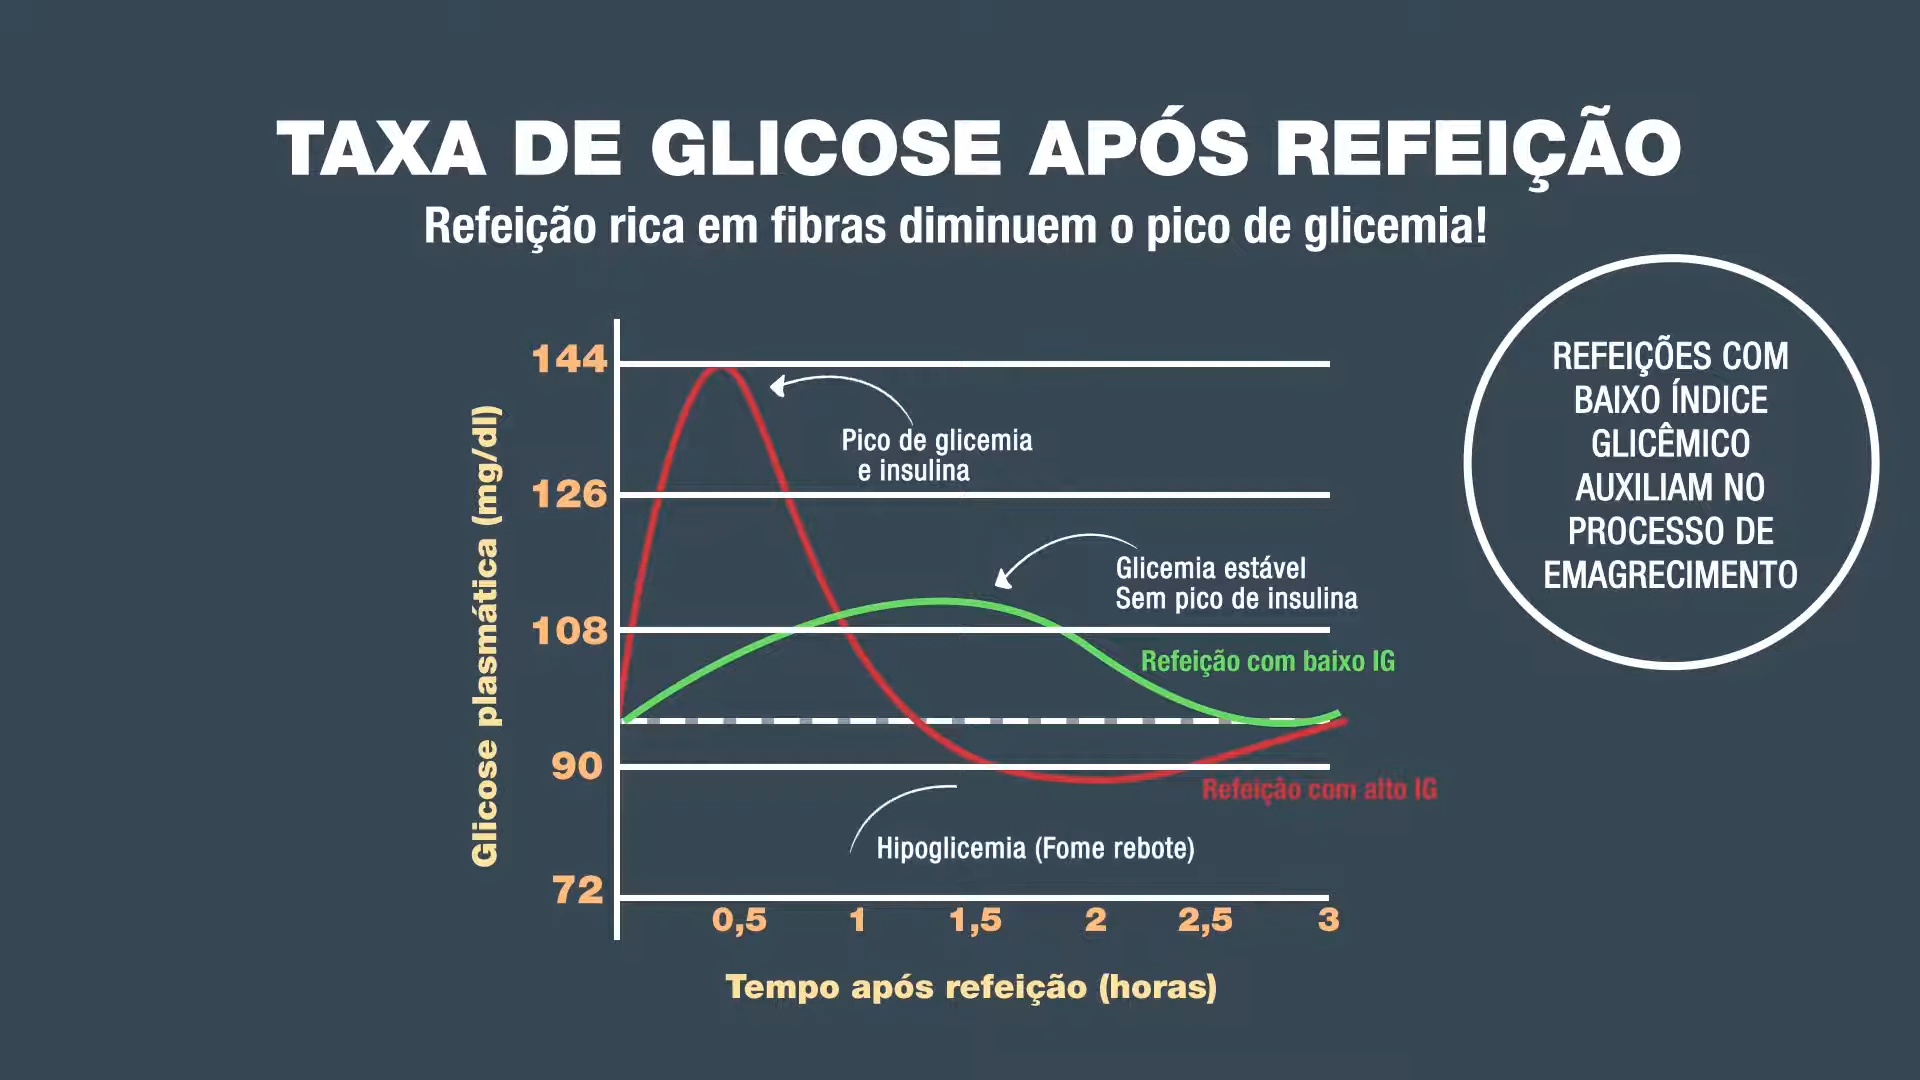 TAXA DE GLICOSE APÓS REFEIÇÃO
Refeição rica em fibras diminuem o pico de glicemia!
REFEIÇÕES COM
BAIXO ÍNDICE
GLICÊMICO
AUXILIAM NO
PROCESSO DE
EMAGRECIMENTO
Glicose plasmática (mg/dl)
144
126
108
90
72
Pico de glicemia
e insulina
Glicemia estável
Sem pico de insulina
Refeição com baixo IG
Refeição com alto IG
Hipoglicemia (Fome rebote)
0,5 1 1,5 2 2,5 3
Tempo após refeição (horas)